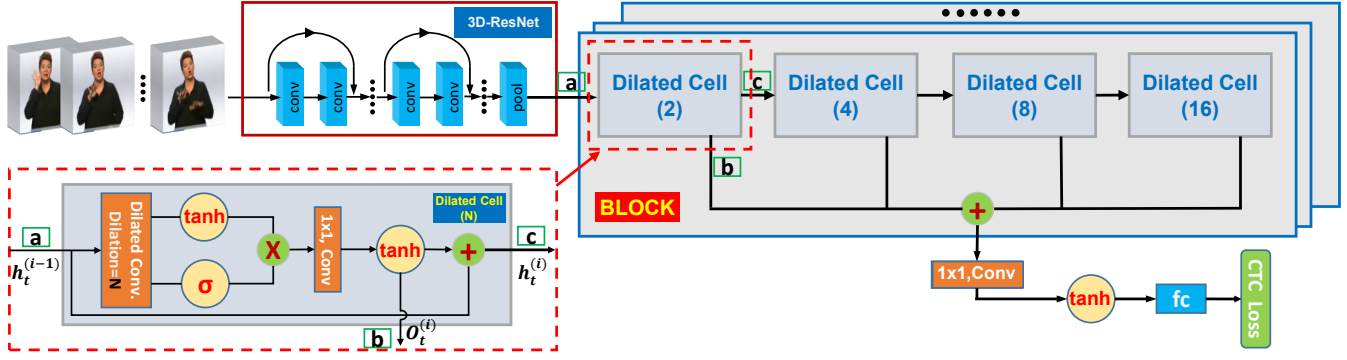 3D-ResNet
conv
conv
conv
conv
pool
a
Dilated Cell
(2)
c
Dilated Cell
(4)
Dilated Cell
(8)
Dilated Cell
(16)
b
BLOCK
+
1x1,Conv
tanh
fc
CTC Loss
Dilated Cell
(N)
a
h_t^{(i-1)}
Dilated Conv.
Dilation=N
tanh
σ
X
1x1, Conv
tanh
+
c
h_t^{(i)}
b
O_t^{(i)}